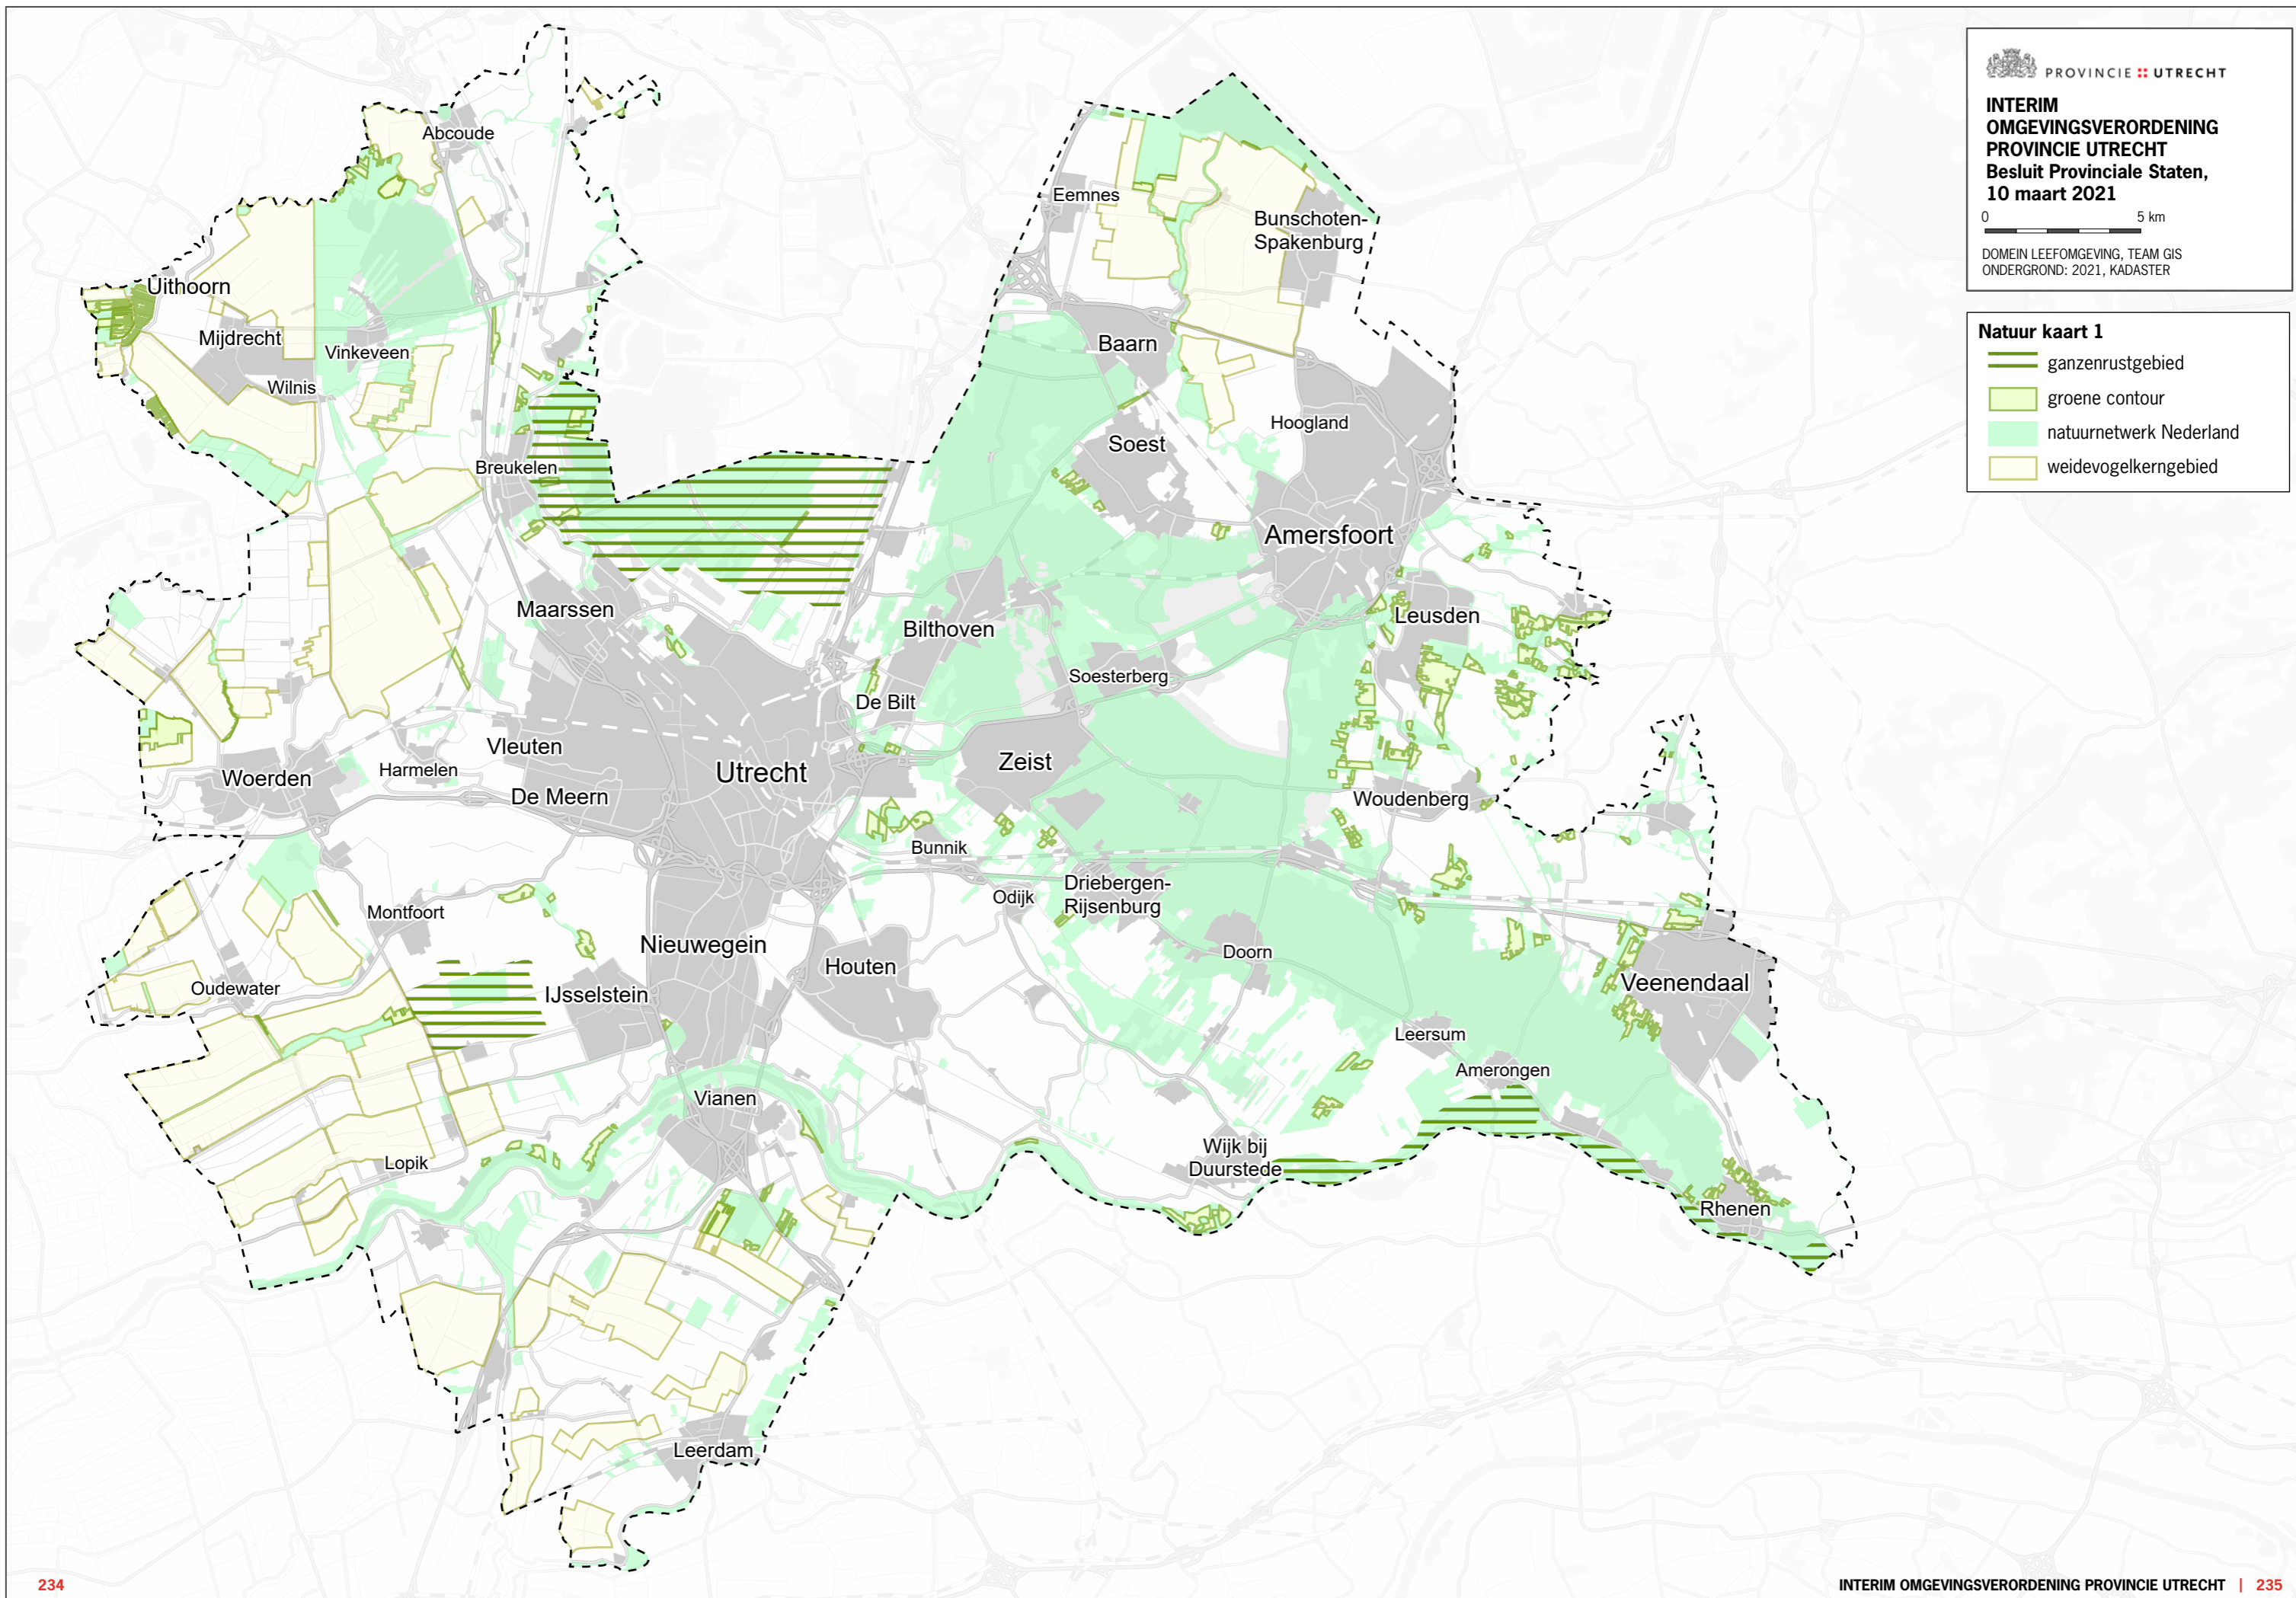 PROVINCIE UTRECHT
INTERIM
OMGEVINGSVERORDENING
PROVINCIE UTRECHT
Besluit Provinciale Staten,
10 maart 2021
0 5 km
DOMEIN LEEFOMGEVING, TEAM GIS
ONDERGROND: 2021, KADASTER
Natuur kaart 1
ganzenrustgebied
groene contour
natuurnetwerk Nederland
weidevogelkerngebied
Abcoude
Eemnes
Bunschoten-
Spakenburg
Uithoorn
Mijdrecht
Vinkeveen
Wilnis
Baarn
Hoogland
Soest
Breukelen
Amersfoort
Maarssen
Bilthoven
Leusden
Soesterberg
De Bilt
Vleuten
Utrecht
Zeist
Woerden
Harmelen
De Meern
Woudenberg
Bunnik
Driebergen-
Rijsenburg
Odijk
Montfoort
Nieuwegein
Doorn
Houten
Oudewater
IJsselstein
Veenendaal
Leersum
Amerongen
Vianen
Wijk bij
Duurstede
Lopik
Rhenen
Leerdam
234
INTERIM OMGEVINGSVERORDENING PROVINCIE UTRECHT | 235